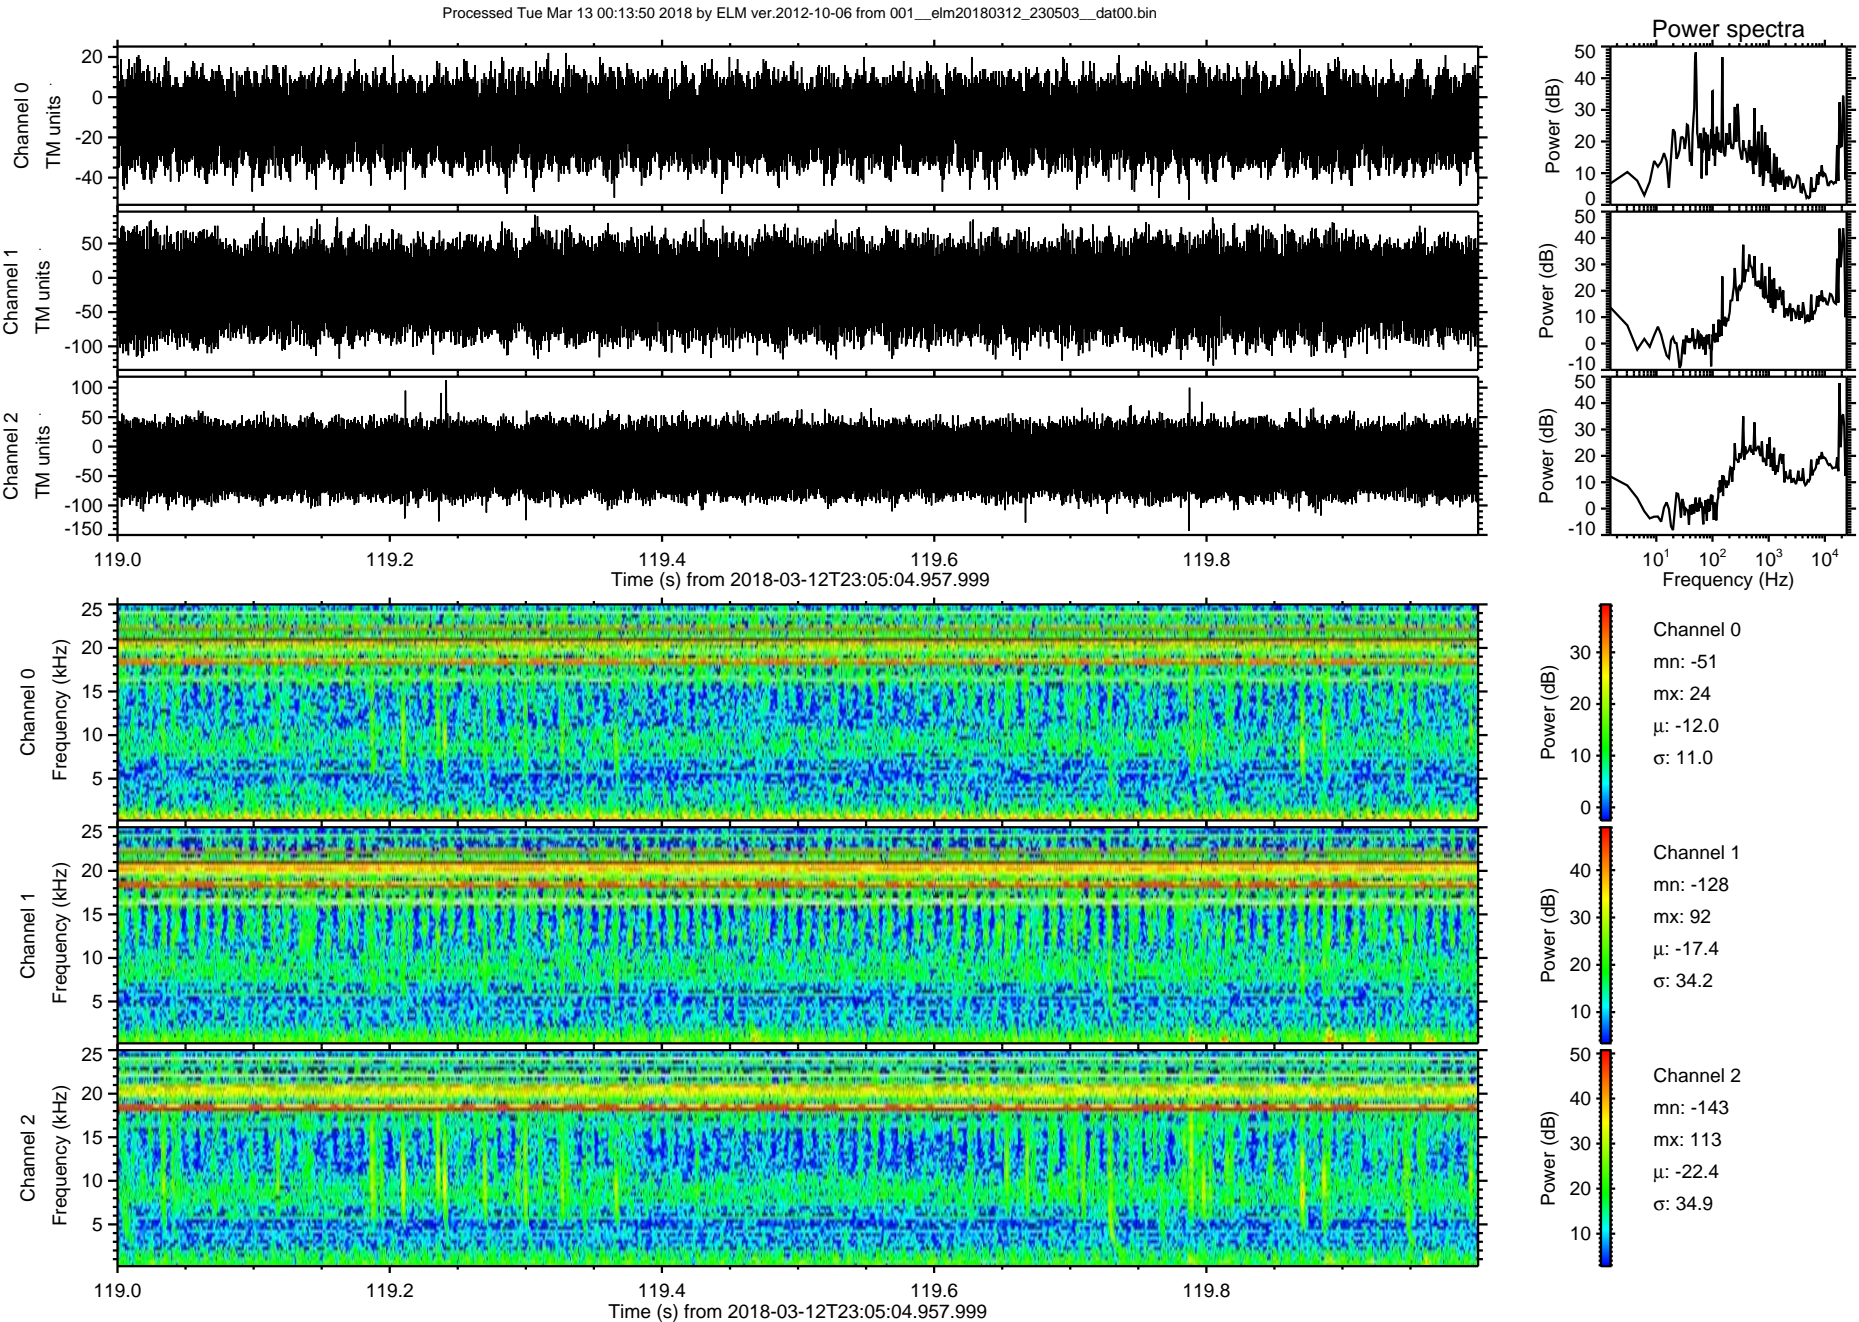 Processed Tue Mar 13 00:13:50 2018 by ELM ver.2012-10-06 from 001__elm20180312_230503__dat00.bin
Power spectra
Channel 0
TM units
20
0
-20
-40
Power (dB)
50
40
30
20
10
0
Channel 1
TM units
50
0
-50
-100
Power (dB)
50
40
30
20
10
0
-10
Channel 2
TM units
100
50
0
-50
-100
-150
Power (dB)
50
40
30
20
10
0
-10
119.0 119.2 119.4 119.6 119.8
Time (s) from 2018-03-12T23:05:04.957.999
10^1 10^2 10^3 10^4
Frequency (Hz)
Channel 0
Frequency (kHz)
25
20
15
10
5
Power (dB)
30
20
10
0
Channel 0
mn: -51
mx: 24
μ: -12.0
σ: 11.0
Channel 1
Frequency (kHz)
25
20
15
10
5
Power (dB)
40
30
20
10
Channel 1
mn: -128
mx: 92
μ: -17.4
σ: 34.2
Channel 2
Frequency (kHz)
25
20
15
10
5
Power (dB)
50
40
30
20
10
Channel 2
mn: -143
mx: 113
μ: -22.4
σ: 34.9
119.0 119.2 119.4 119.6 119.8
Time (s) from 2018-03-12T23:05:04.957.999